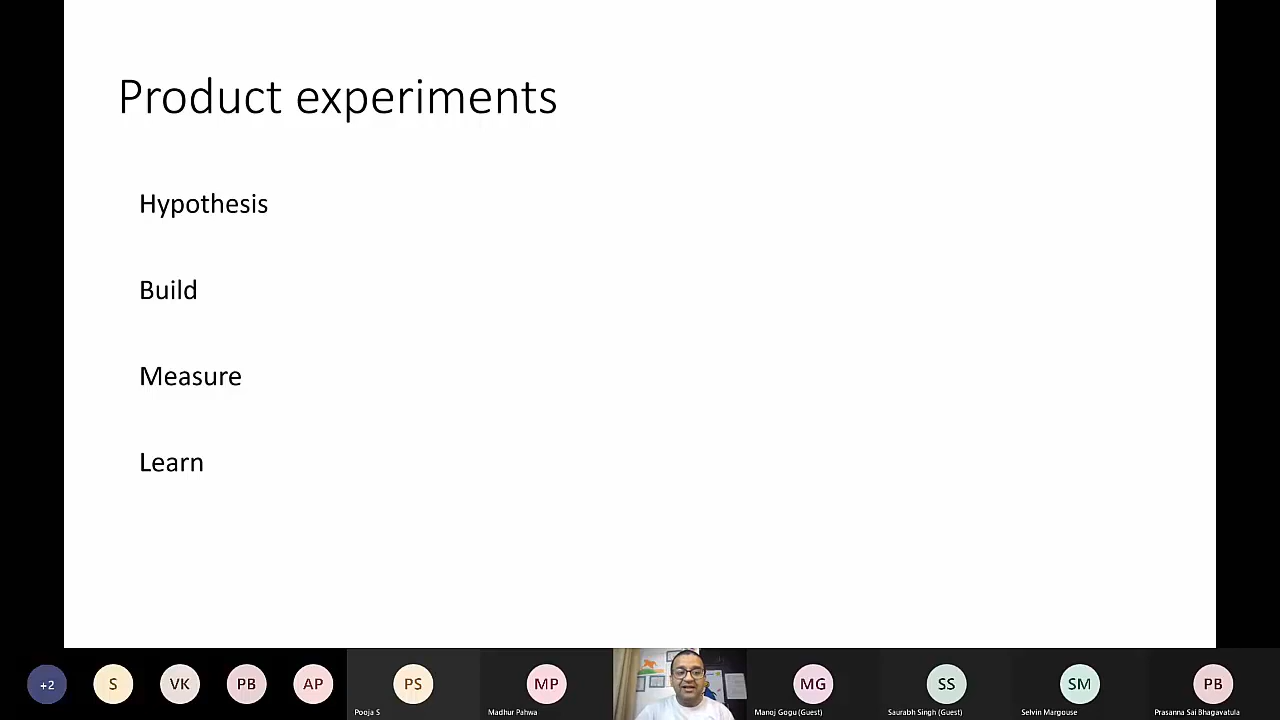 Product experiments
Hypothesis
Build
Measure
Learn
+2
S
VK
PB
AP
PS
MP
MG
SS
SM
PB
Pooja S
Madhur Pahwa
Manoj Gogu (Guest)
Saurabh Singh (Guest)
Selvin Margouse
Prasanna Sai Bhagavatula